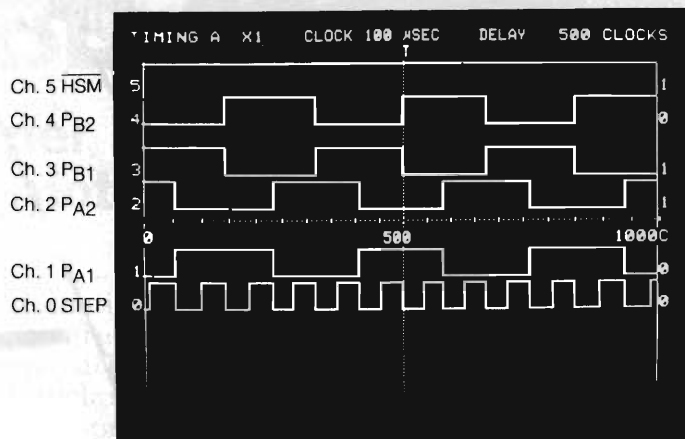 TIMING A X1 CLOCK 100 µSEC DELAY 500 CLOCKS
T
Ch. 5 HSM 5 1
Ch. 4 PB2 4 0
Ch. 3 PB1 3 1
Ch. 2 PA2 2 1
0 500 1000C
Ch. 1 PA1 1 0
Ch. 0 STEP 0 0